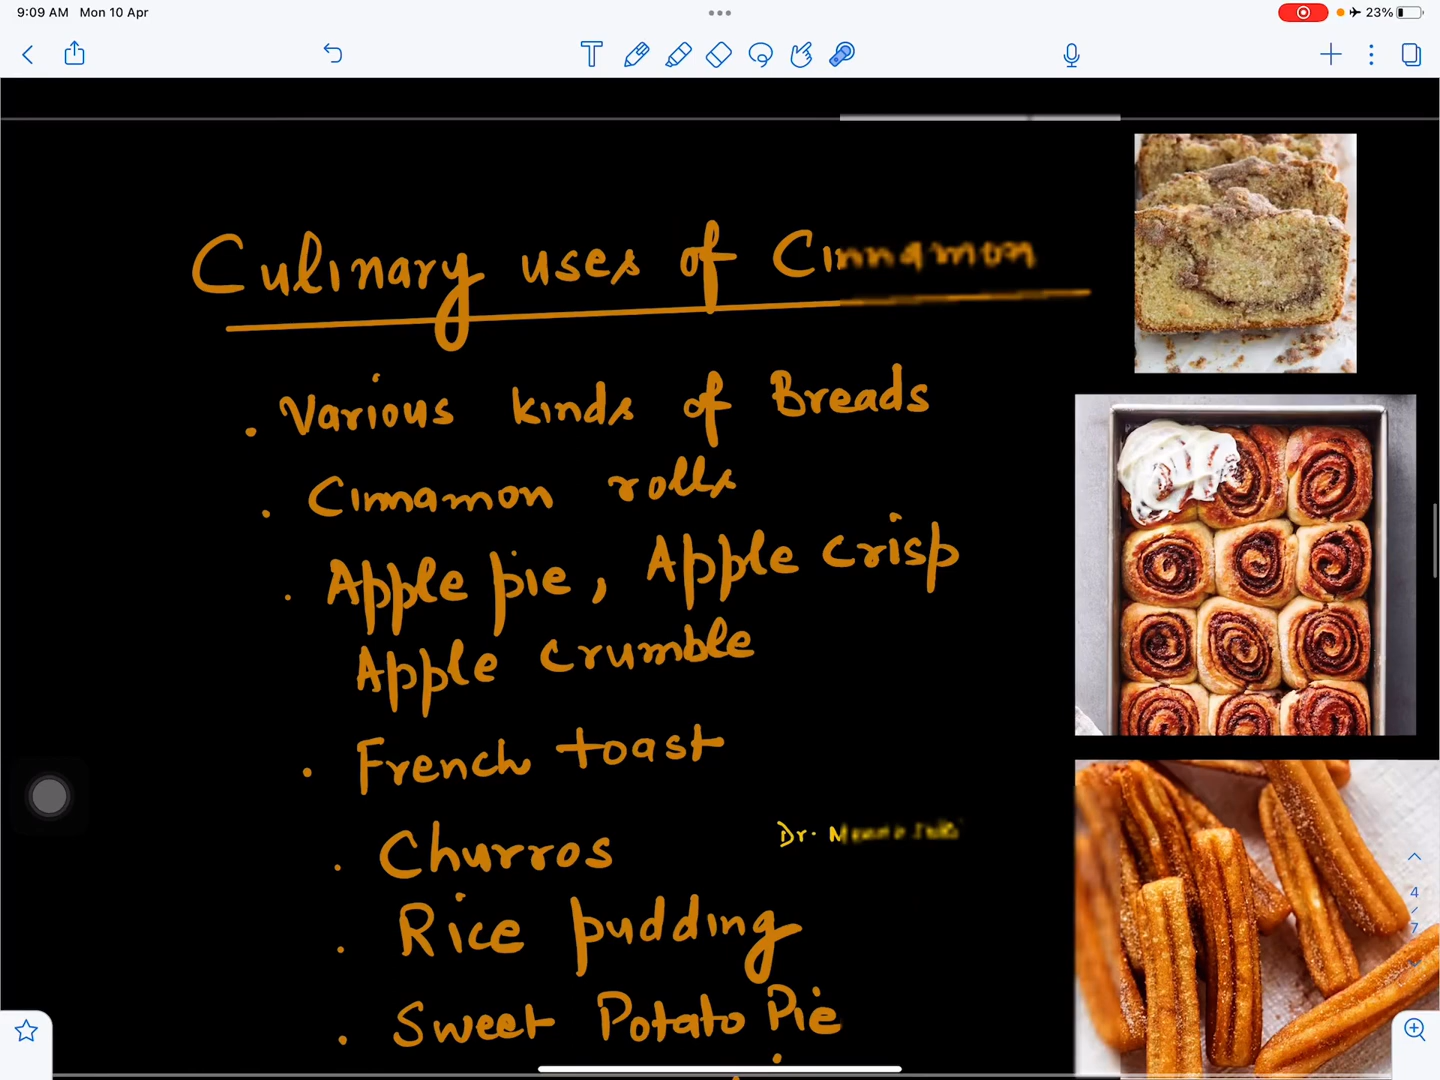 9:09 AM Mon 10 Apr
23%
Culinary uses of Cinnamon
. Various kinds of Breads
. Cinnamon rolls
. Apple pie, Apple crisp
Apple crumble
. French toast
. Churros
Dr.
. Rice pudding
. Sweet Potato Pie
4
/
7